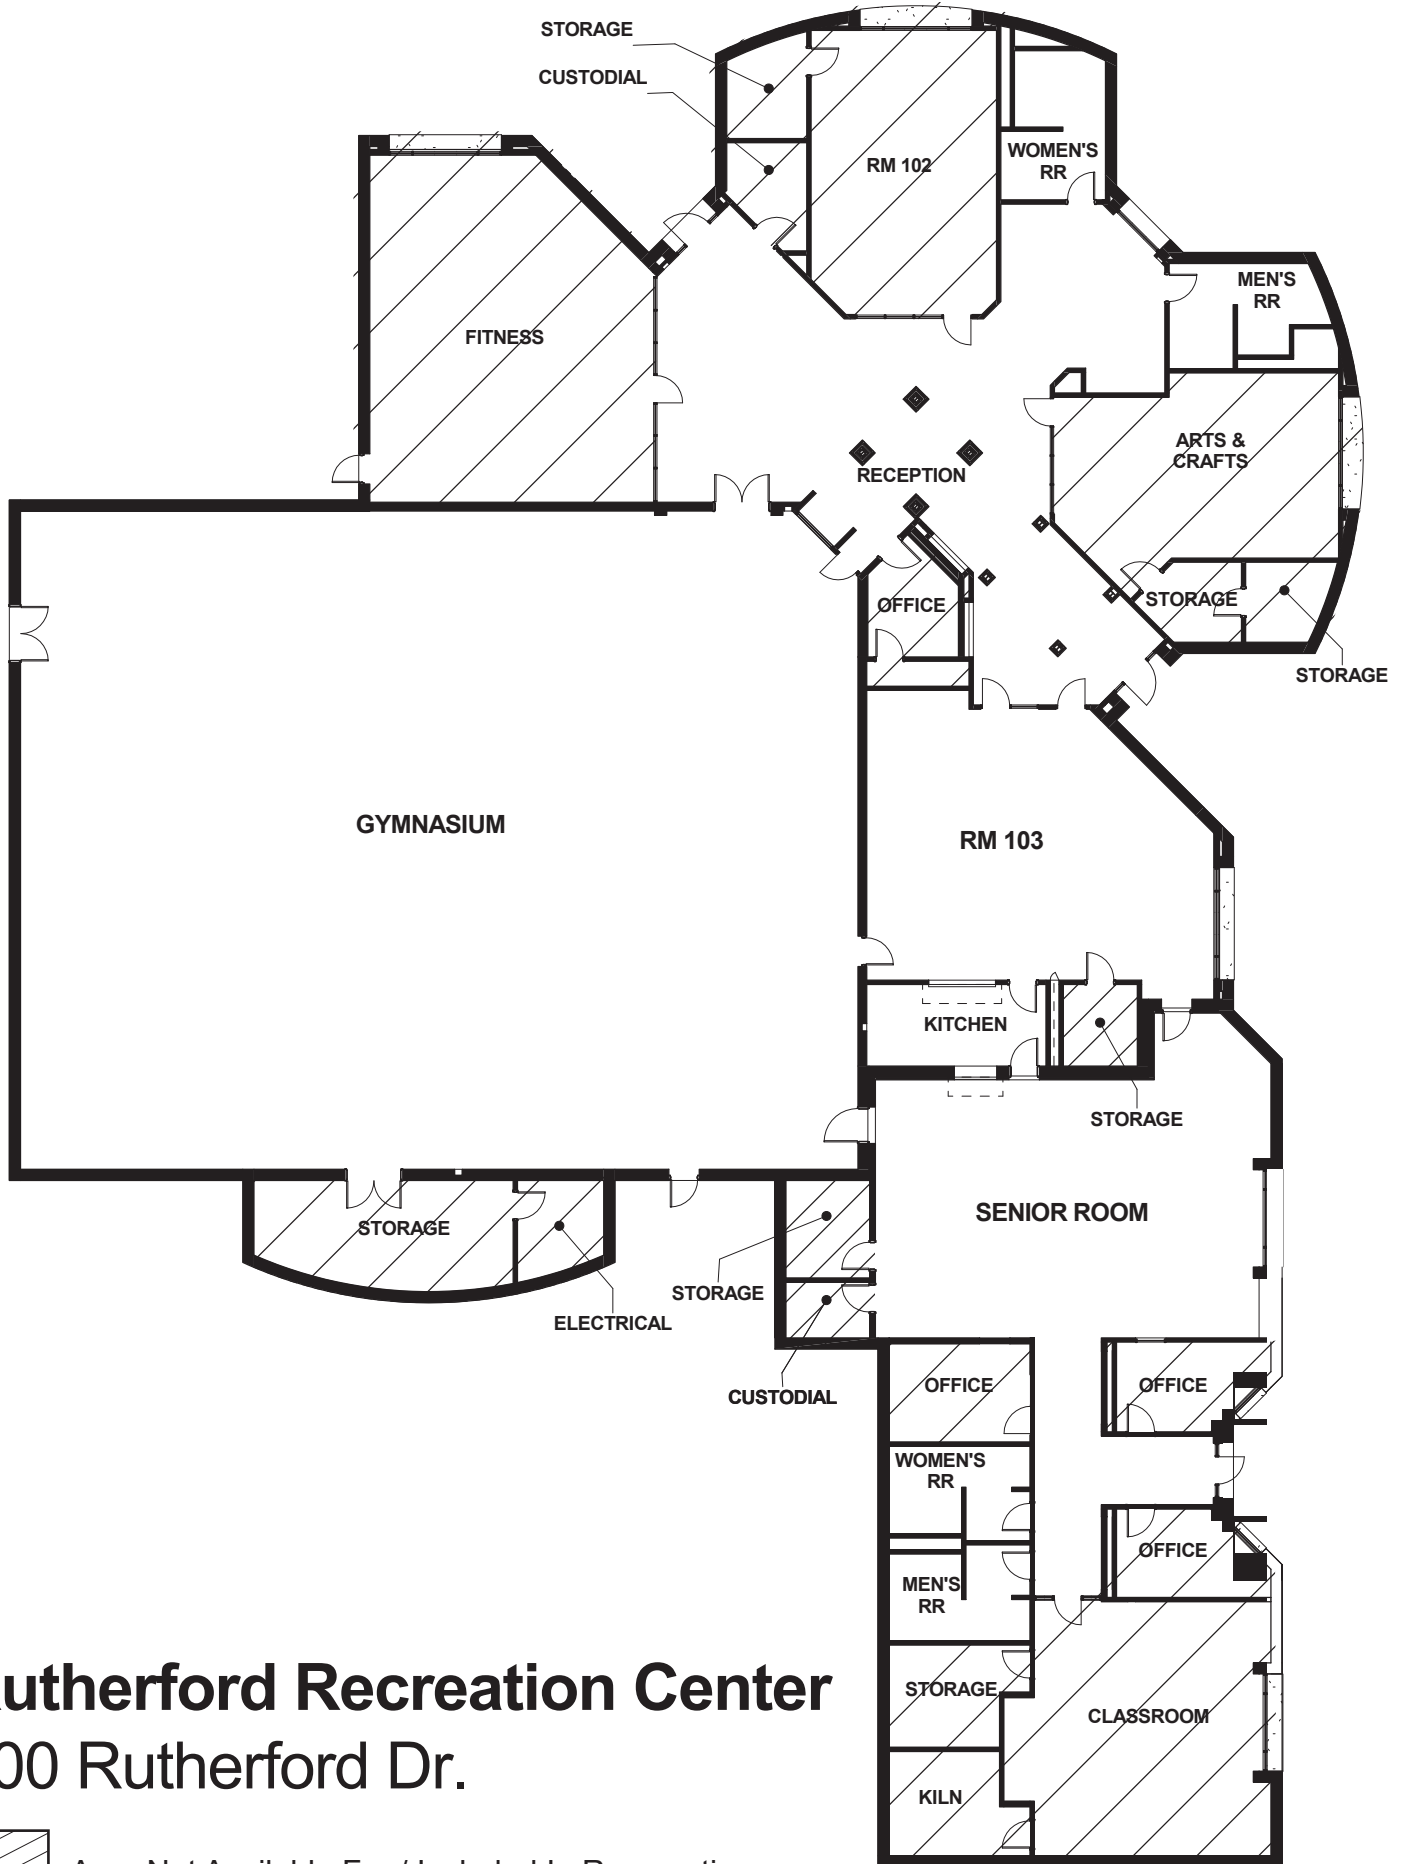 STORAGE
CUSTODIAL
RM 102
WOMEN'S
RR
MEN'S
RR
FITNESS
ARTS &
CRAFTS
RECEPTION
OFFICE
STORAGE
STORAGE
GYMNASIUM
RM 103
KITCHEN
STORAGE
SENIOR ROOM
STORAGE
STORAGE
ELECTRICAL
CUSTODIAL
OFFICE
OFFICE
WOMEN'S
RR
OFFICE
MEN'S
RR
STORAGE
CLASSROOM
KILN
utherford Recreation Center
00 Rutherford Dr.